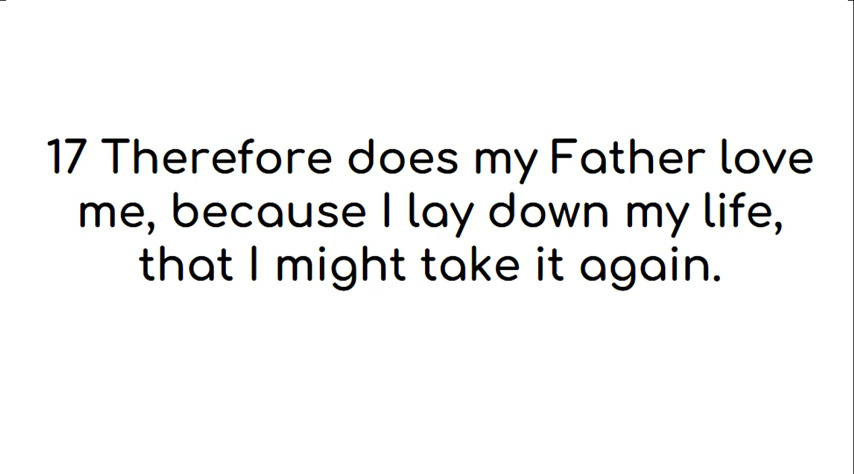 17 Therefore does my Father love
me, because I lay down my life,
that I might take it again.